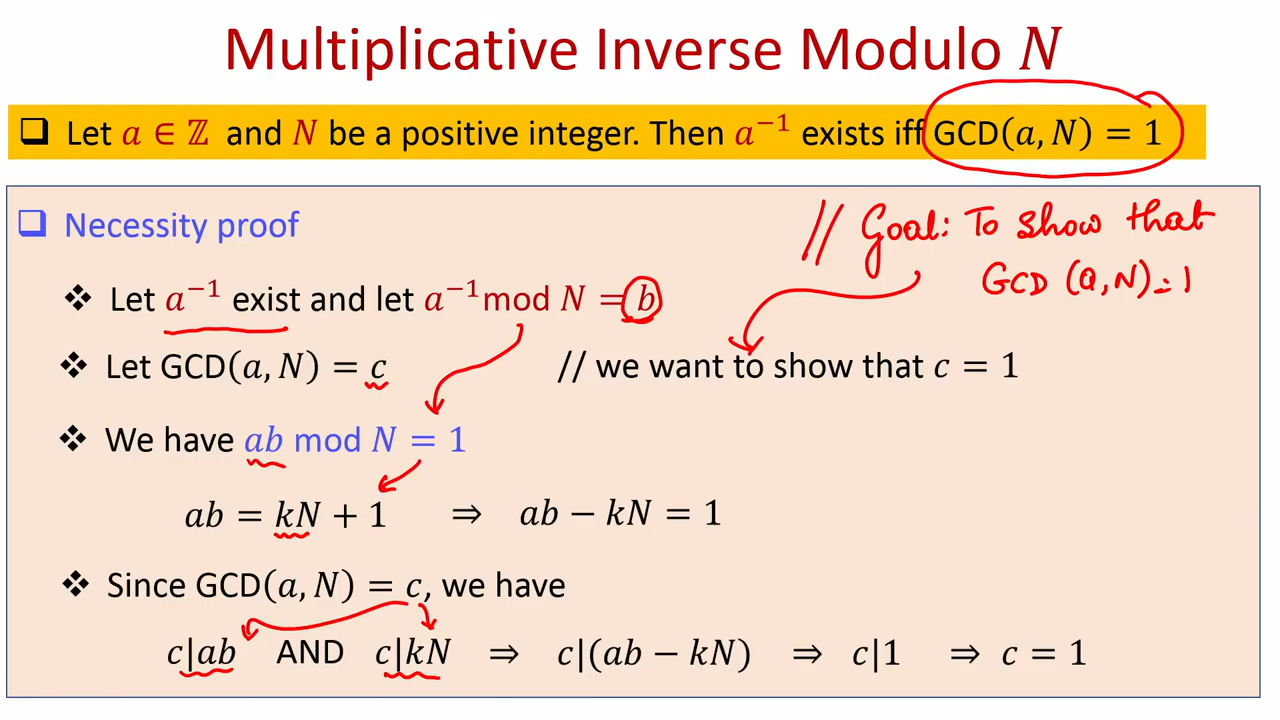 Multiplicative Inverse Modulo N
❑ Let a ∈ ℤ and N be a positive integer. Then a⁻¹ exists iff GCD(a, N) = 1
❑ Necessity proof
// Goal: To show that
GCD (a,N)=1
❖ Let a⁻¹ exist and let a⁻¹mod N = b
❖ Let GCD(a, N) = c // we want to show that c = 1
❖ We have ab mod N = 1
ab = kN + 1 ⇒ ab − kN = 1
❖ Since GCD(a, N) = c, we have
c|ab AND c|kN ⇒ c|(ab − kN) ⇒ c|1 ⇒ c = 1